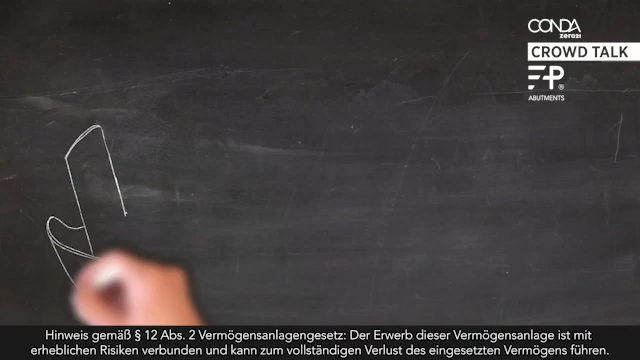 CONDA
zero21
CROWD TALK
FP®
ABUTMENTS
Hinweis gemäß § 12 Abs. 2 Vermögensanlagengesetz: Der Erwerb dieser Vermögensanlage ist mit
erheblichen Risiken verbunden und kann zum vollständigen Verlust des eingesetzten Vermögens führen.